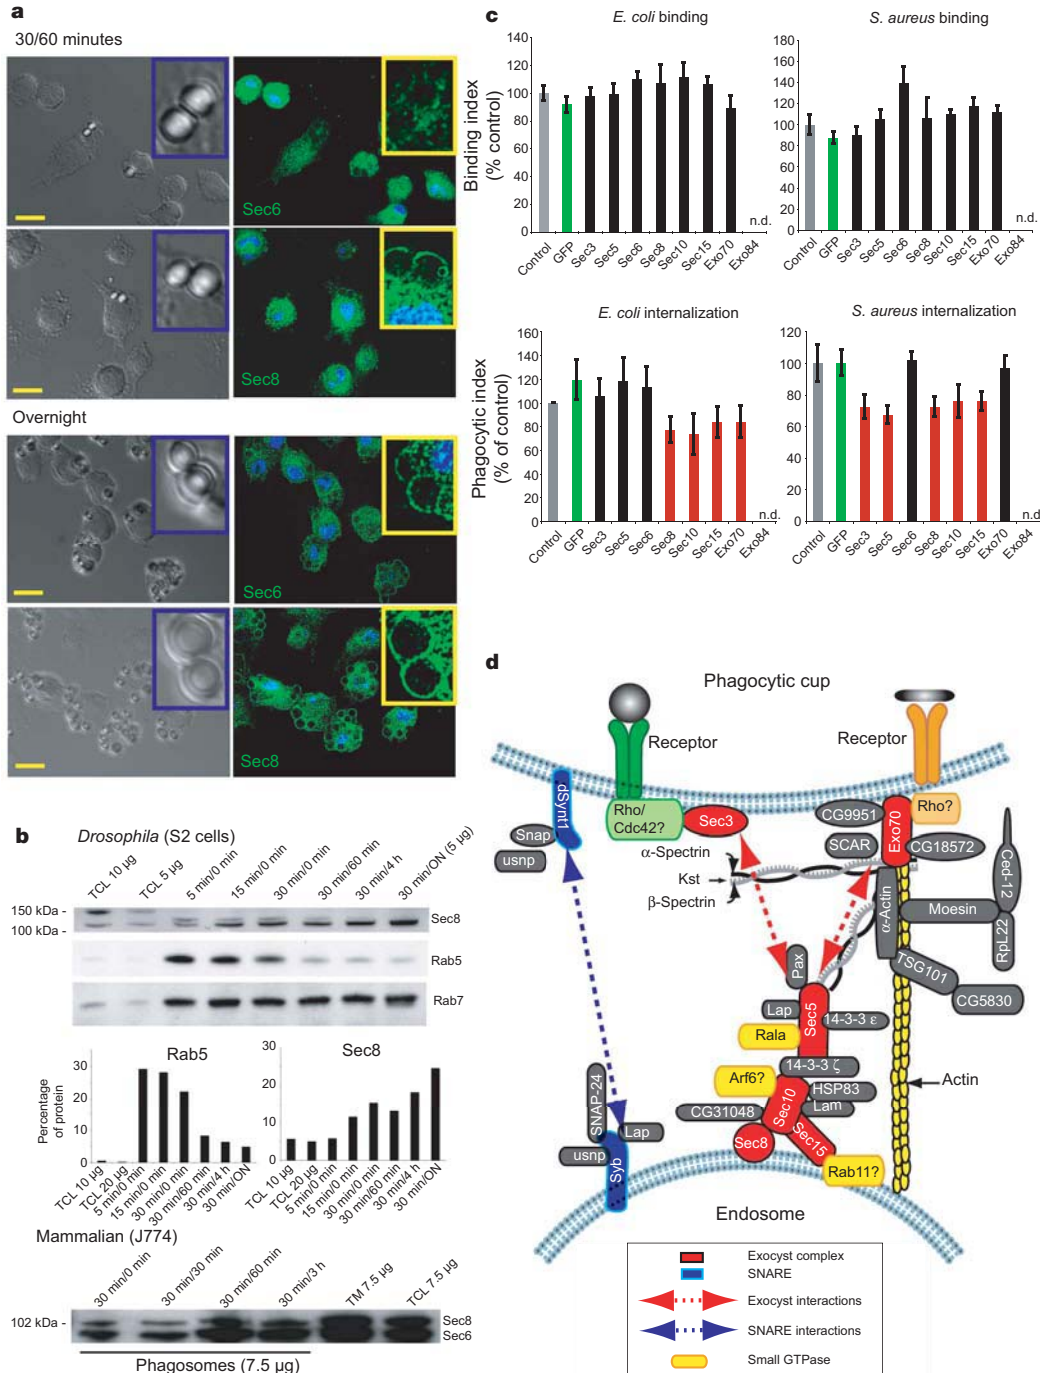 a
30/60 minutes
Sec6
Sec8
Overnight
Sec6
Sec8
b
Drosophila (S2 cells)
TCL 10 µg
TCL 5 µg
5 min/0 min
15 min/0 min
30 min/0 min
30 min/60 min
30 min/4 h
30 min/ON (5 µg)
150 kDa -
100 kDa -
Sec8
Rab5
Rab7
Rab5
Percentage
of protein
30
20
10
0
TCL 10 µg
TCL 20 µg
5 min/0 min
15 min/0 min
30 min/0 min
30 min/60 min
30 min/4 h
30 min/ON
Sec8
30
20
10
0
TCL 10 µg
TCL 20 µg
5 min/0 min
15 min/0 min
30 min/0 min
30 min/60 min
30 min/4 h
30 min/ON
Mammalian (J774)
30 min/0 min
30 min/30 min
30 min/60 min
30 min/3 h
TM 7.5 µg
TCL 7.5 µg
102 kDa -
Sec8
Sec6
Phagosomes (7.5 µg)
c
E. coli binding
Binding index
(% control)
140
120
100
80
60
40
20
0
n.d.
Control
GFP
Sec3
Sec5
Sec6
Sec8
Sec10
Sec15
Exo70
Exo84
S. aureus binding
180
160
140
120
100
80
60
40
20
0
n.d.
Control
GFP
Sec3
Sec5
Sec6
Sec8
Sec10
Sec15
Exo70
Exo84
E. coli internalization
Phagocytic index
(% of control)
160
140
120
100
80
60
40
20
0
n.d.
Control
GFP
Sec3
Sec5
Sec6
Sec8
Sec10
Sec15
Exo70
Exo84
S. aureus internalization
120
100
80
60
40
20
0
n.d.
Control
GFP
Sec3
Sec5
Sec6
Sec8
Sec10
Sec15
Exo70
Exo84
d
Phagocytic cup
Receptor
Receptor
dSynt1
Snap
usnp
Rho/
Cdc42?
Sec3
CG9951
SCAR
Exo70
Rho?
CG18572
α-Spectrin
Kst
β-Spectrin
α-Actin
Moesin
Ced-12
RpL22
TSG101
CG5830
Pax
Lap
Sec5
14-3-3 ε
Rala
14-3-3 ζ
Arf6?
HSP83
Lam
Sec10
CG31048
Sec8
Sec15
Rab11?
Actin
SNAP-24
Lap
usnp
Syb
Endosome
Exocyst complex
SNARE
Exocyst interactions
SNARE interactions
Small GTPase